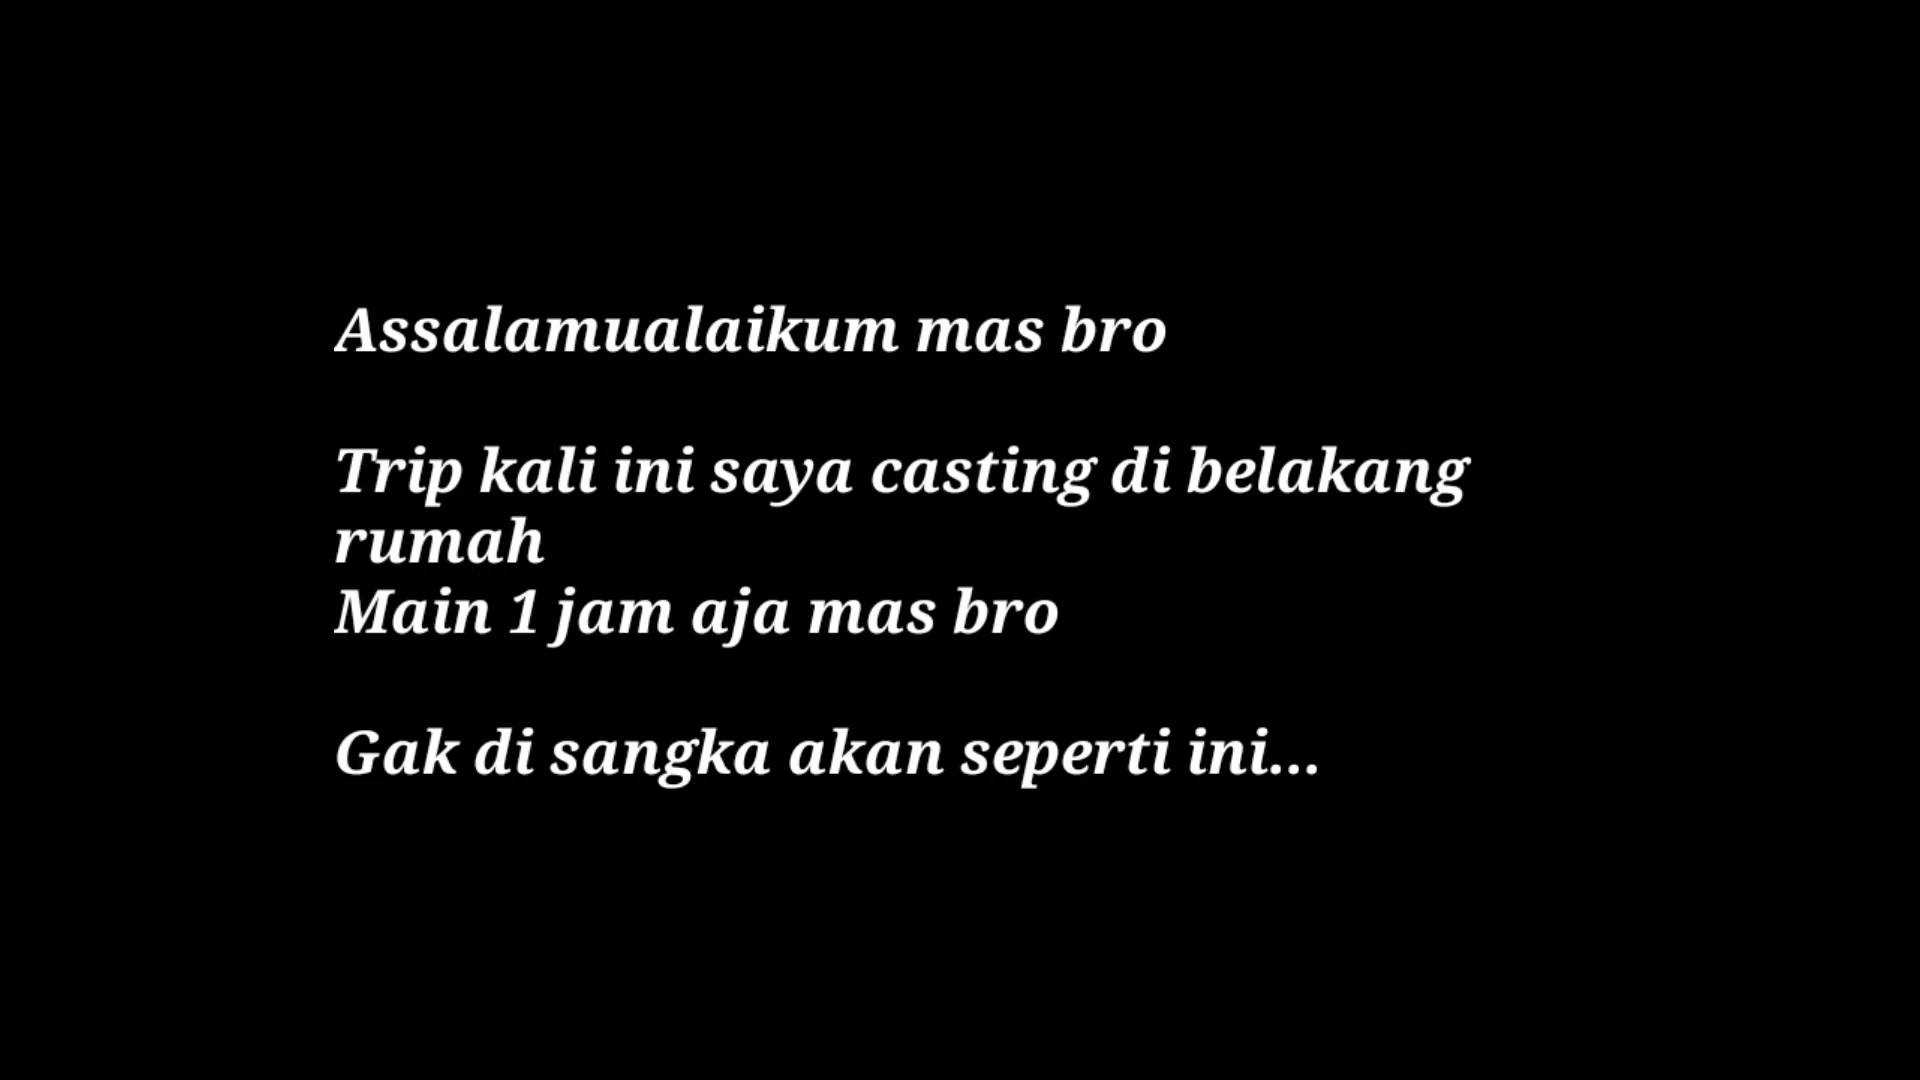 Assalamualaikum mas bro
Trip kali ini saya casting di belakang
rumah
Main 1 jam aja mas bro
Gak di sangka akan seperti ini...